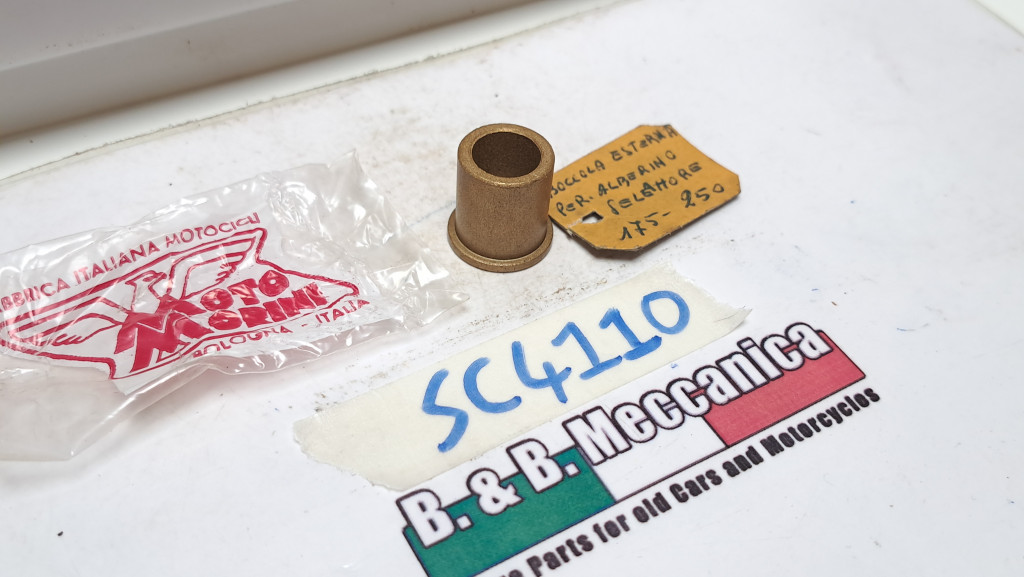 BOCCOLA ESTERNA
PER. ALBERINO
SELETTORE
175-250
BBRICA ITALIANA MOTOCICLI
MOTO
MORINI
BOLOGNA - ITALIA
SC4110
B. & B. Meccanica
Parts for old Cars and Motorcycles